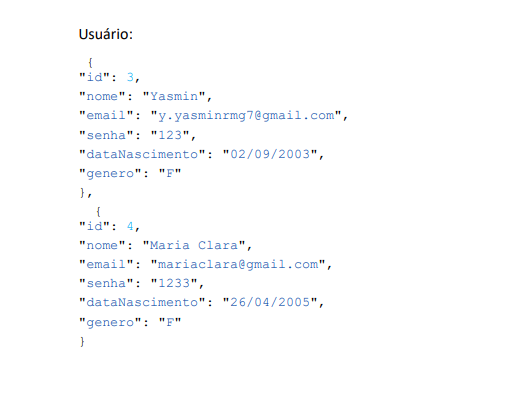 Usuário:
{
"id": 3,
"nome": "Yasmin",
"email": "y.yasminrmg7@gmail.com",
"senha": "123",
"dataNascimento": "02/09/2003",
"genero": "F"
},
{
"id": 4,
"nome": "Maria Clara",
"email": "mariaclara@gmail.com",
"senha": "1233",
"dataNascimento": "26/04/2005",
"genero": "F"
}